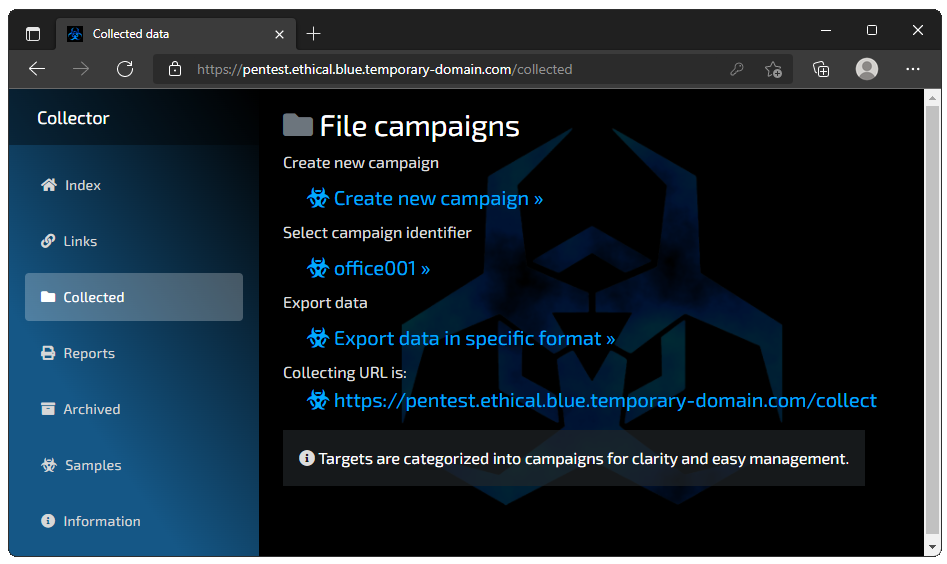 Collected data
https://pentest.ethical.blue.temporary-domain.com/collected
Collector
Index
Links
Collected
Reports
Archived
Samples
Information
File campaigns
Create new campaign
Create new campaign »
Select campaign identifier
office001 »
Export data
Export data in specific format »
Collecting URL is:
https://pentest.ethical.blue.temporary-domain.com/collect
Targets are categorized into campaigns for clarity and easy management.